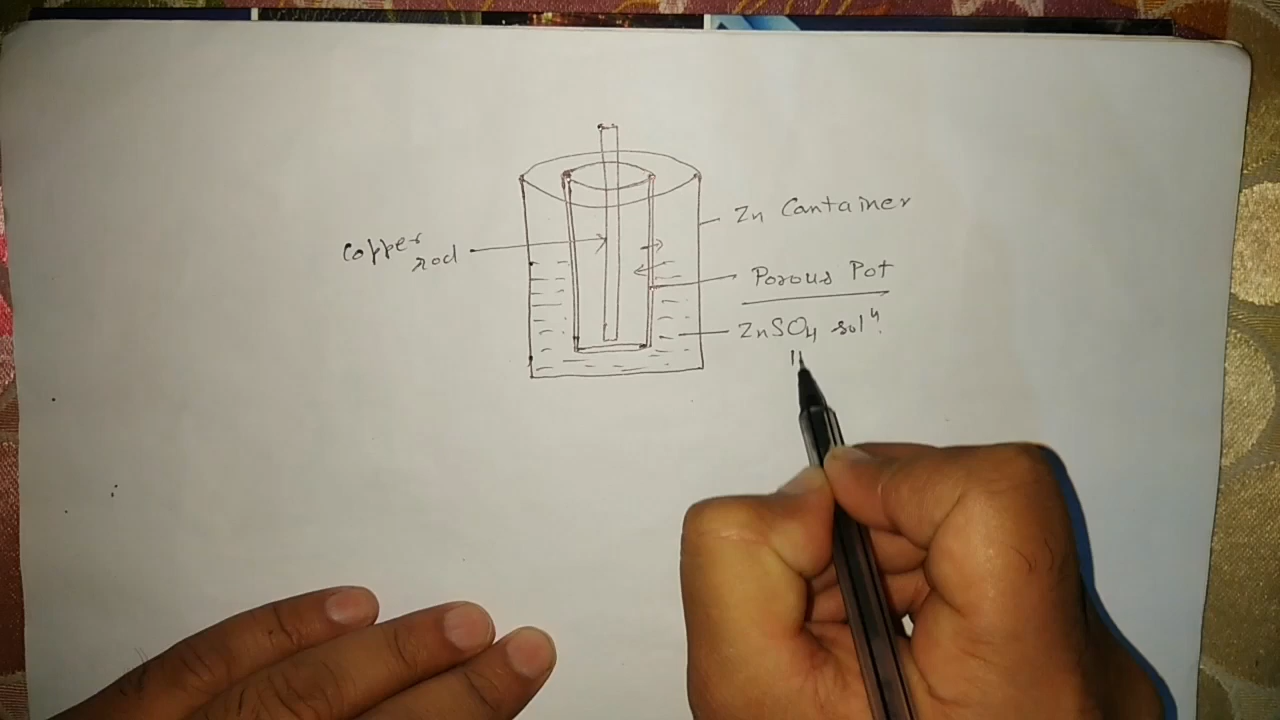 Zn Container
Copper
rod
Porous Pot
ZnSO4 solⁿ.